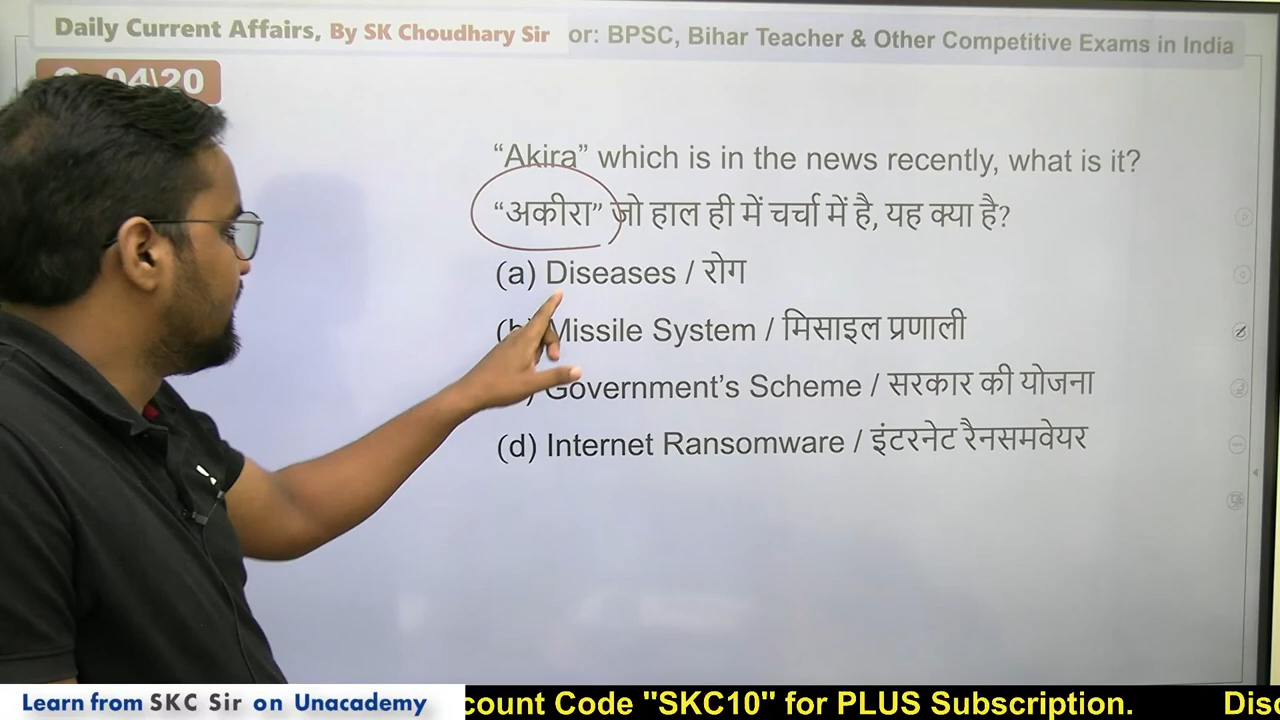 Daily Current Affairs, By SK Choudhary Sir or: BPSC, Bihar Teacher & Other Competitive Exams in India
04\20
“Akira” which is in the news recently, what is it?
“अकीरा” जो हाल ही में चर्चा में है, यह क्या है?
(a) Diseases / रोग
Missile System / मिसाइल प्रणाली
Government’s Scheme / सरकार की योजना
(d) Internet Ransomware / इंटरनेट रैनसमवेयर
Learn from SKC Sir on Unacademy
count Code "SKC10" for PLUS Subscription. Disc